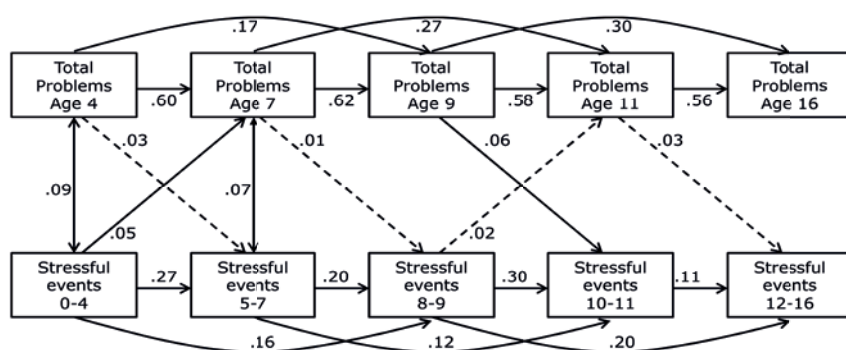 .17 .27 .30
Total Problems Age 4
.60
Total Problems Age 7
.62
Total Problems Age 9
.58
Total Problems Age 11
.56
Total Problems Age 16
.03 .01 .06 .03
.09 .07
.05 .02
Stressful events 0-4
.27
Stressful events 5-7
.20
Stressful events 8-9
.30
Stressful events 10-11
.11
Stressful events 12-16
.16 .12 .20